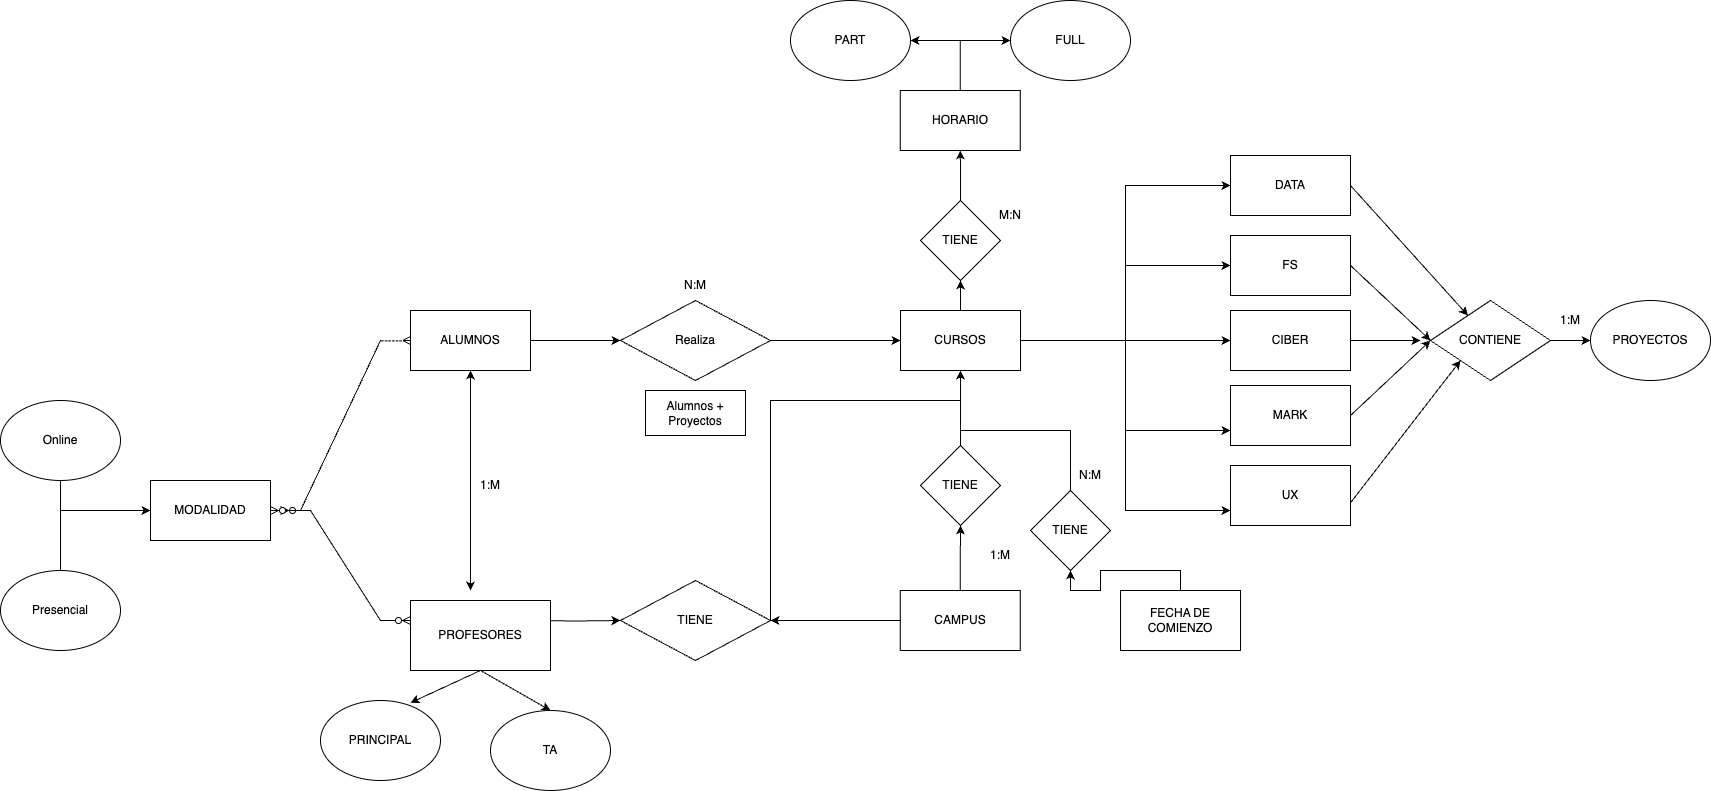 PART
FULL
HORARIO
TIENE
M:N
DATA
FS
N:M
ALUMNOS
Realiza
CURSOS
CIBER
CONTIENE
1:M
PROYECTOS
Alumnos +
Proyectos
MARK
Online
MODALIDAD
1:M
TIENE
N:M
UX
TIENE
1:M
Presencial
PROFESORES
TIENE
CAMPUS
FECHA DE
COMIENZO
PRINCIPAL
TA